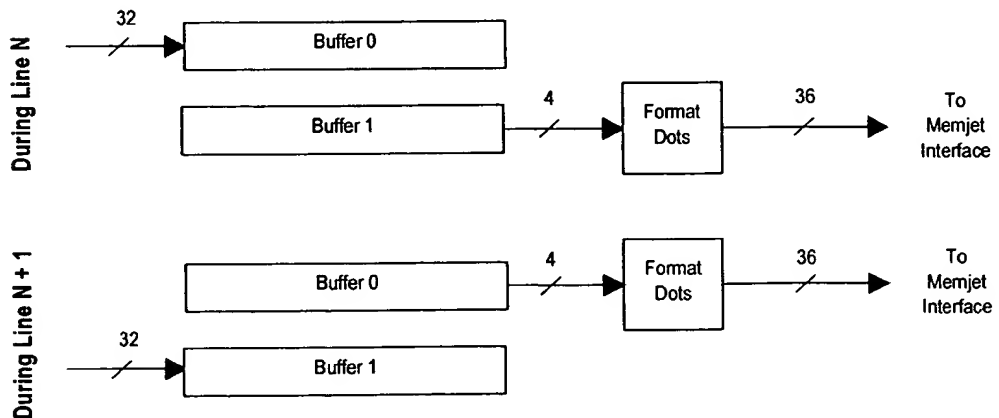 During Line N
32
Buffer 0
Buffer 1
4
Format
Dots
36
To
Memjet
Interface
During Line N + 1
Buffer 0
4
Format
Dots
36
To
Memjet
Interface
32
Buffer 1